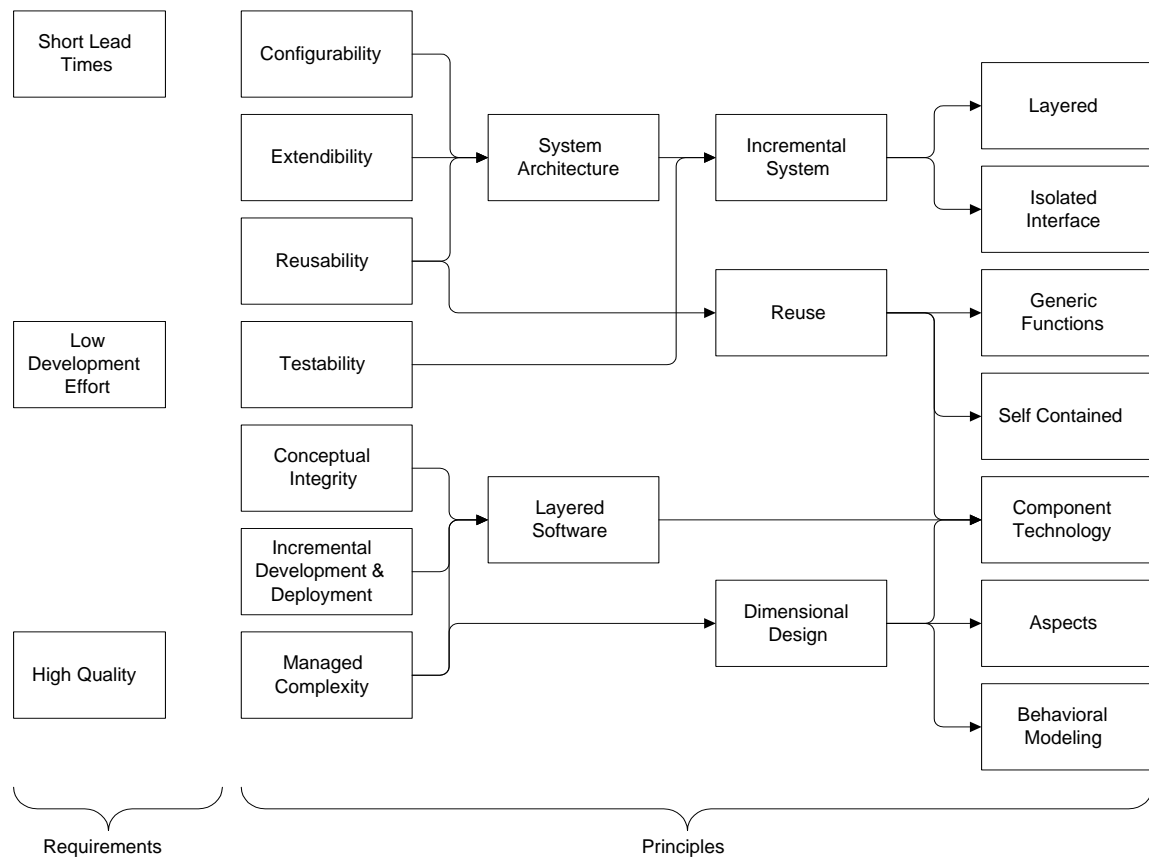 Short Lead
Times
Low
Development
Effort
High Quality
Configurability
Extendibility
Reusability
Testability
Conceptual
Integrity
Incremental
Development &
Deployment
Managed
Complexity
System
Architecture
Layered
Software
Incremental
System
Reuse
Dimensional
Design
Layered
Isolated
Interface
Generic
Functions
Self Contained
Component
Technology
Aspects
Behavioral
Modeling
Requirements
Principles